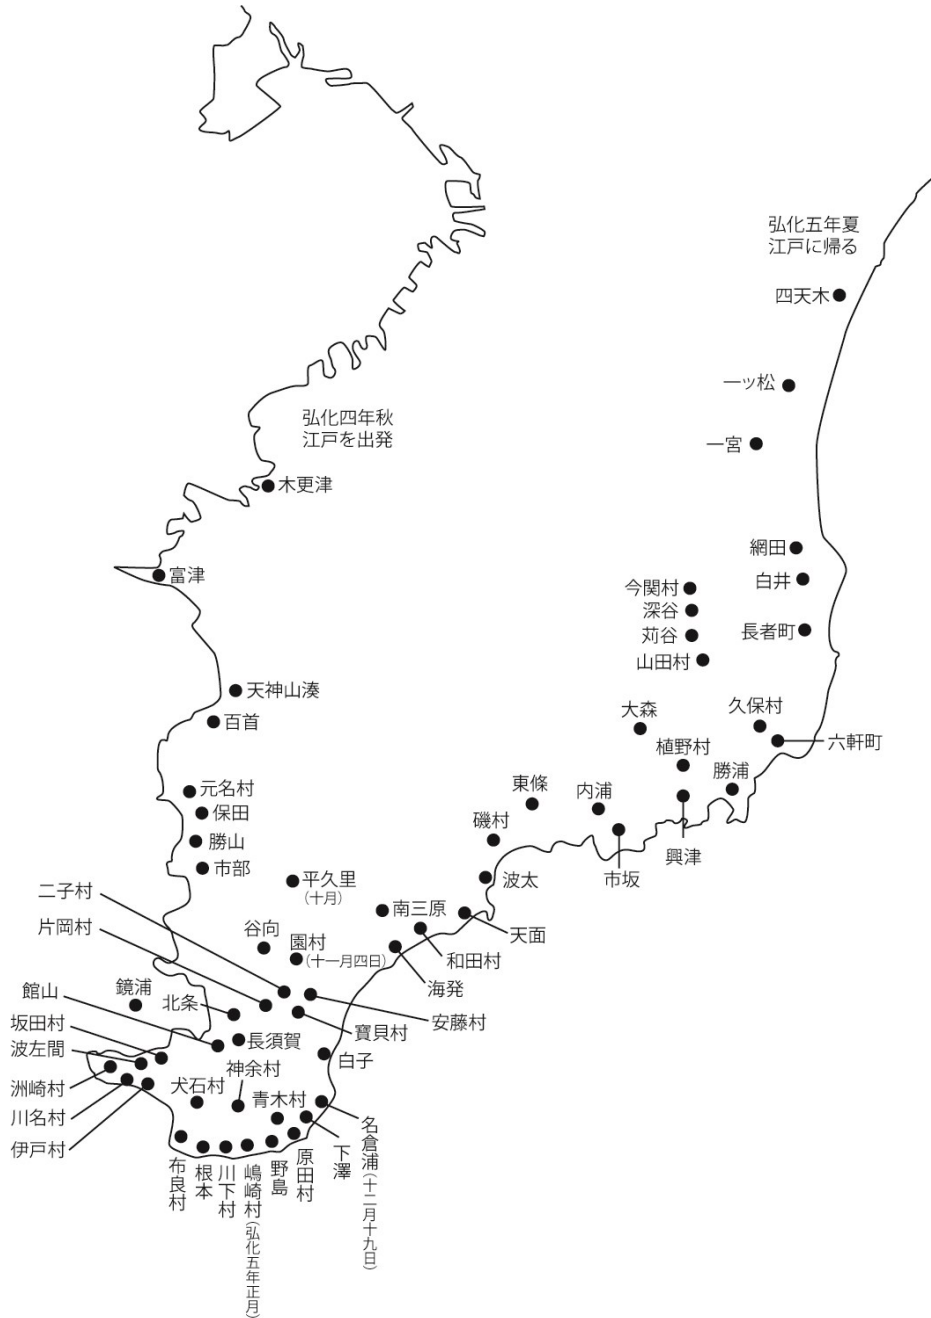 弘化五年夏
江戸に帰る
四天木
一ッ松
一宮
弘化四年秋
江戸を出発
木更津
富津
網田
白井
長者町
今関村
深谷
苅谷
山田村
天神山湊
百首
大森
久保村
六軒町
植野村
勝浦
元名村
保田
勝山
市部
東條
内浦
磯村
興津
市坂
波太
平久里
(十月)
南三原
天面
和田村
海発
二子村
片岡村
谷向
園村
(十一月四日)
館山
鏡浦
北条
安藤村
寶貝村
坂田村
長須賀
白子
波左間
洲崎村
川名村
伊戸村
犬石村
神余村
青木村
布良村
根本
川下村
嶋崎村(弘化五年正月)
野島
原田村
下澤
名倉浦(十二月十九日)